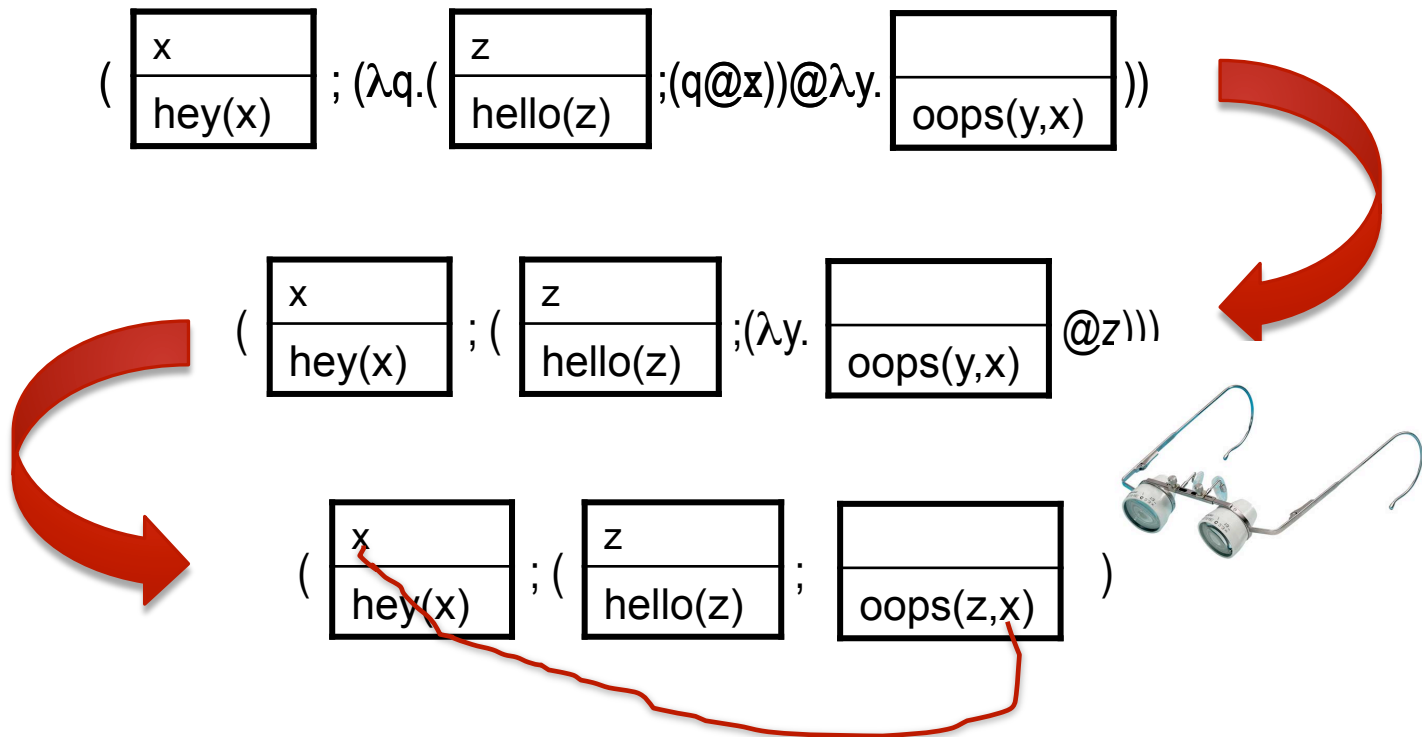 x z
( ; (λq.( ;(q@z))@λy. ))
hey(x) hello(z) oops(y,x)
x z
( ; ( ;(λy. @z)))
hey(x) hello(z) oops(y,x)
x z
( ; ( ; )
hey(x) hello(z) oops(z,x)